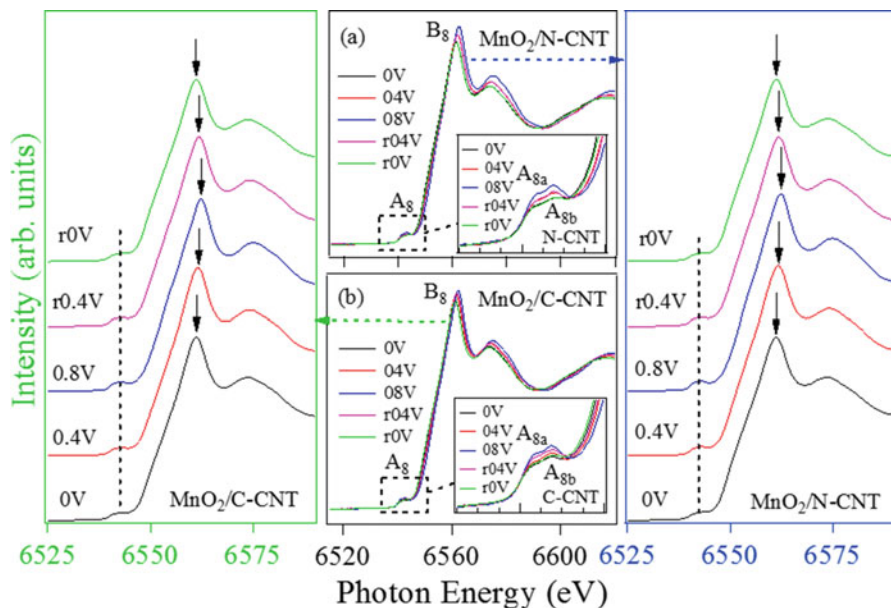 Intensity (arb. units)
r0V
r0.4V
0.8V
0.4V
0V
MnO₂/C-CNT
6525 6550 6575
(a) B₈ MnO₂/N-CNT
0V
04V
08V
r04V
r0V
A₈
0V
04V
08V
r04V
r0V
A₈ₐ
A₈b
N-CNT
(b) B₈ MnO₂/C-CNT
0V
04V
08V
r04V
r0V
A₈
0V
04V
08V
r04V
r0V
A₈ₐ
A₈b
C-CNT
6520 6560 6600
r0V
r0.4V
0.8V
0.4V
0V
MnO₂/N-CNT
6525 6550 6575
Photon Energy (eV)